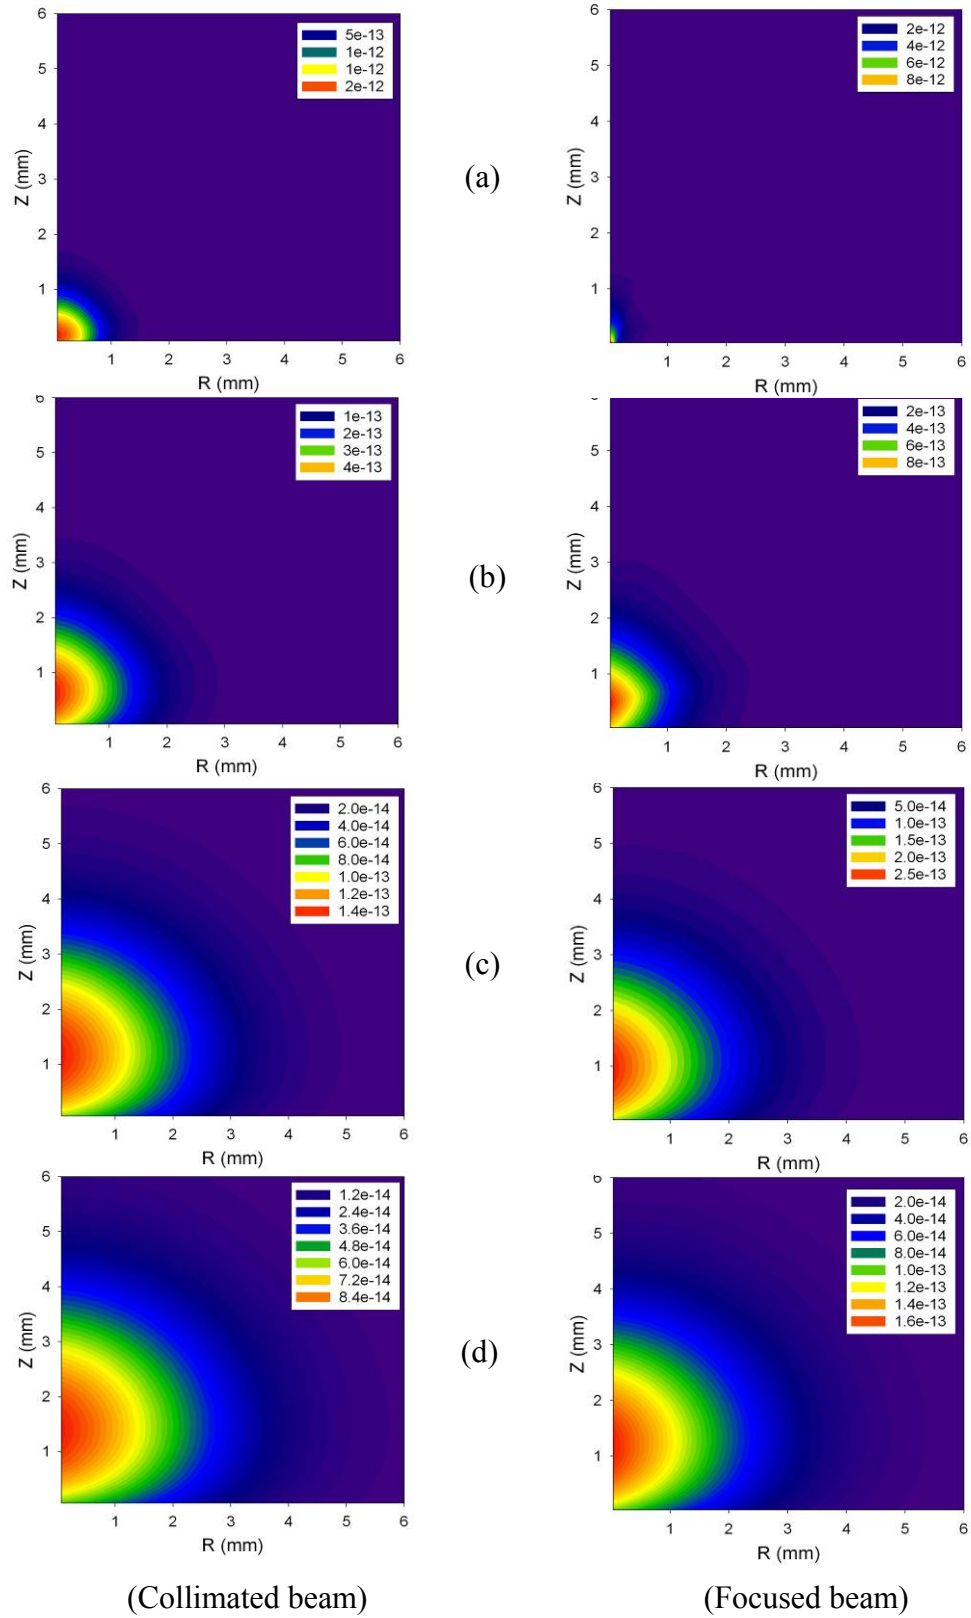 6
5
4
3
2
1
Z (mm)
5e-13
1e-12
1e-12
2e-12
1 2 3 4 5 6
R (mm)
(a)
6
5
4
3
2
1
Z (mm)
2e-12
4e-12
6e-12
8e-12
1 2 3 4 5 6
R (mm)
6
5
4
3
2
1
Z (mm)
1e-13
2e-13
3e-13
4e-13
1 2 3 4 5 6
R (mm)
(b)
5
4
3
2
1
Z (mm)
2e-13
4e-13
6e-13
8e-13
1 2 3 4 5 6
R (mm)
6
5
4
3
2
1
Z (mm)
2.0e-14
4.0e-14
6.0e-14
8.0e-14
1.0e-13
1.2e-13
1.4e-13
1 2 3 4 5 6
R (mm)
(c)
6
5
4
3
2
1
Z (mm)
5.0e-14
1.0e-13
1.5e-13
2.0e-13
2.5e-13
1 2 3 4 5 6
R (mm)
6
5
4
3
2
1
Z (mm)
1.2e-14
2.4e-14
3.6e-14
4.8e-14
6.0e-14
7.2e-14
8.4e-14
1 2 3 4 5 6
R (mm)
(d)
6
5
4
3
2
1
Z (mm)
2.0e-14
4.0e-14
6.0e-14
8.0e-14
1.0e-13
1.2e-13
1.4e-13
1.6e-13
1 2 3 4 5 6
R (mm)
(Collimated beam)
(Focused beam)